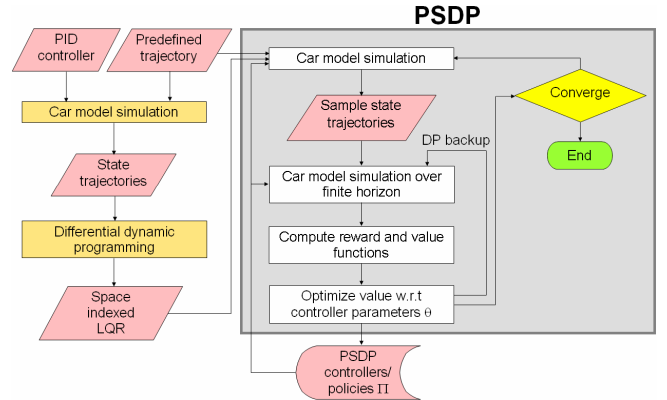 PSDP
PID
controller
Predefined
trajectory
Car model simulation
State
trajectories
Differential dynamic
programming
Space
indexed
LQR
Car model simulation
Sample state
trajectories
DP backup
Car model simulation over
finite horizon
Compute reward and value
functions
Optimize value w.r.t
controller parameters θ
PSDP
controllers/
policies Π
Converge
End